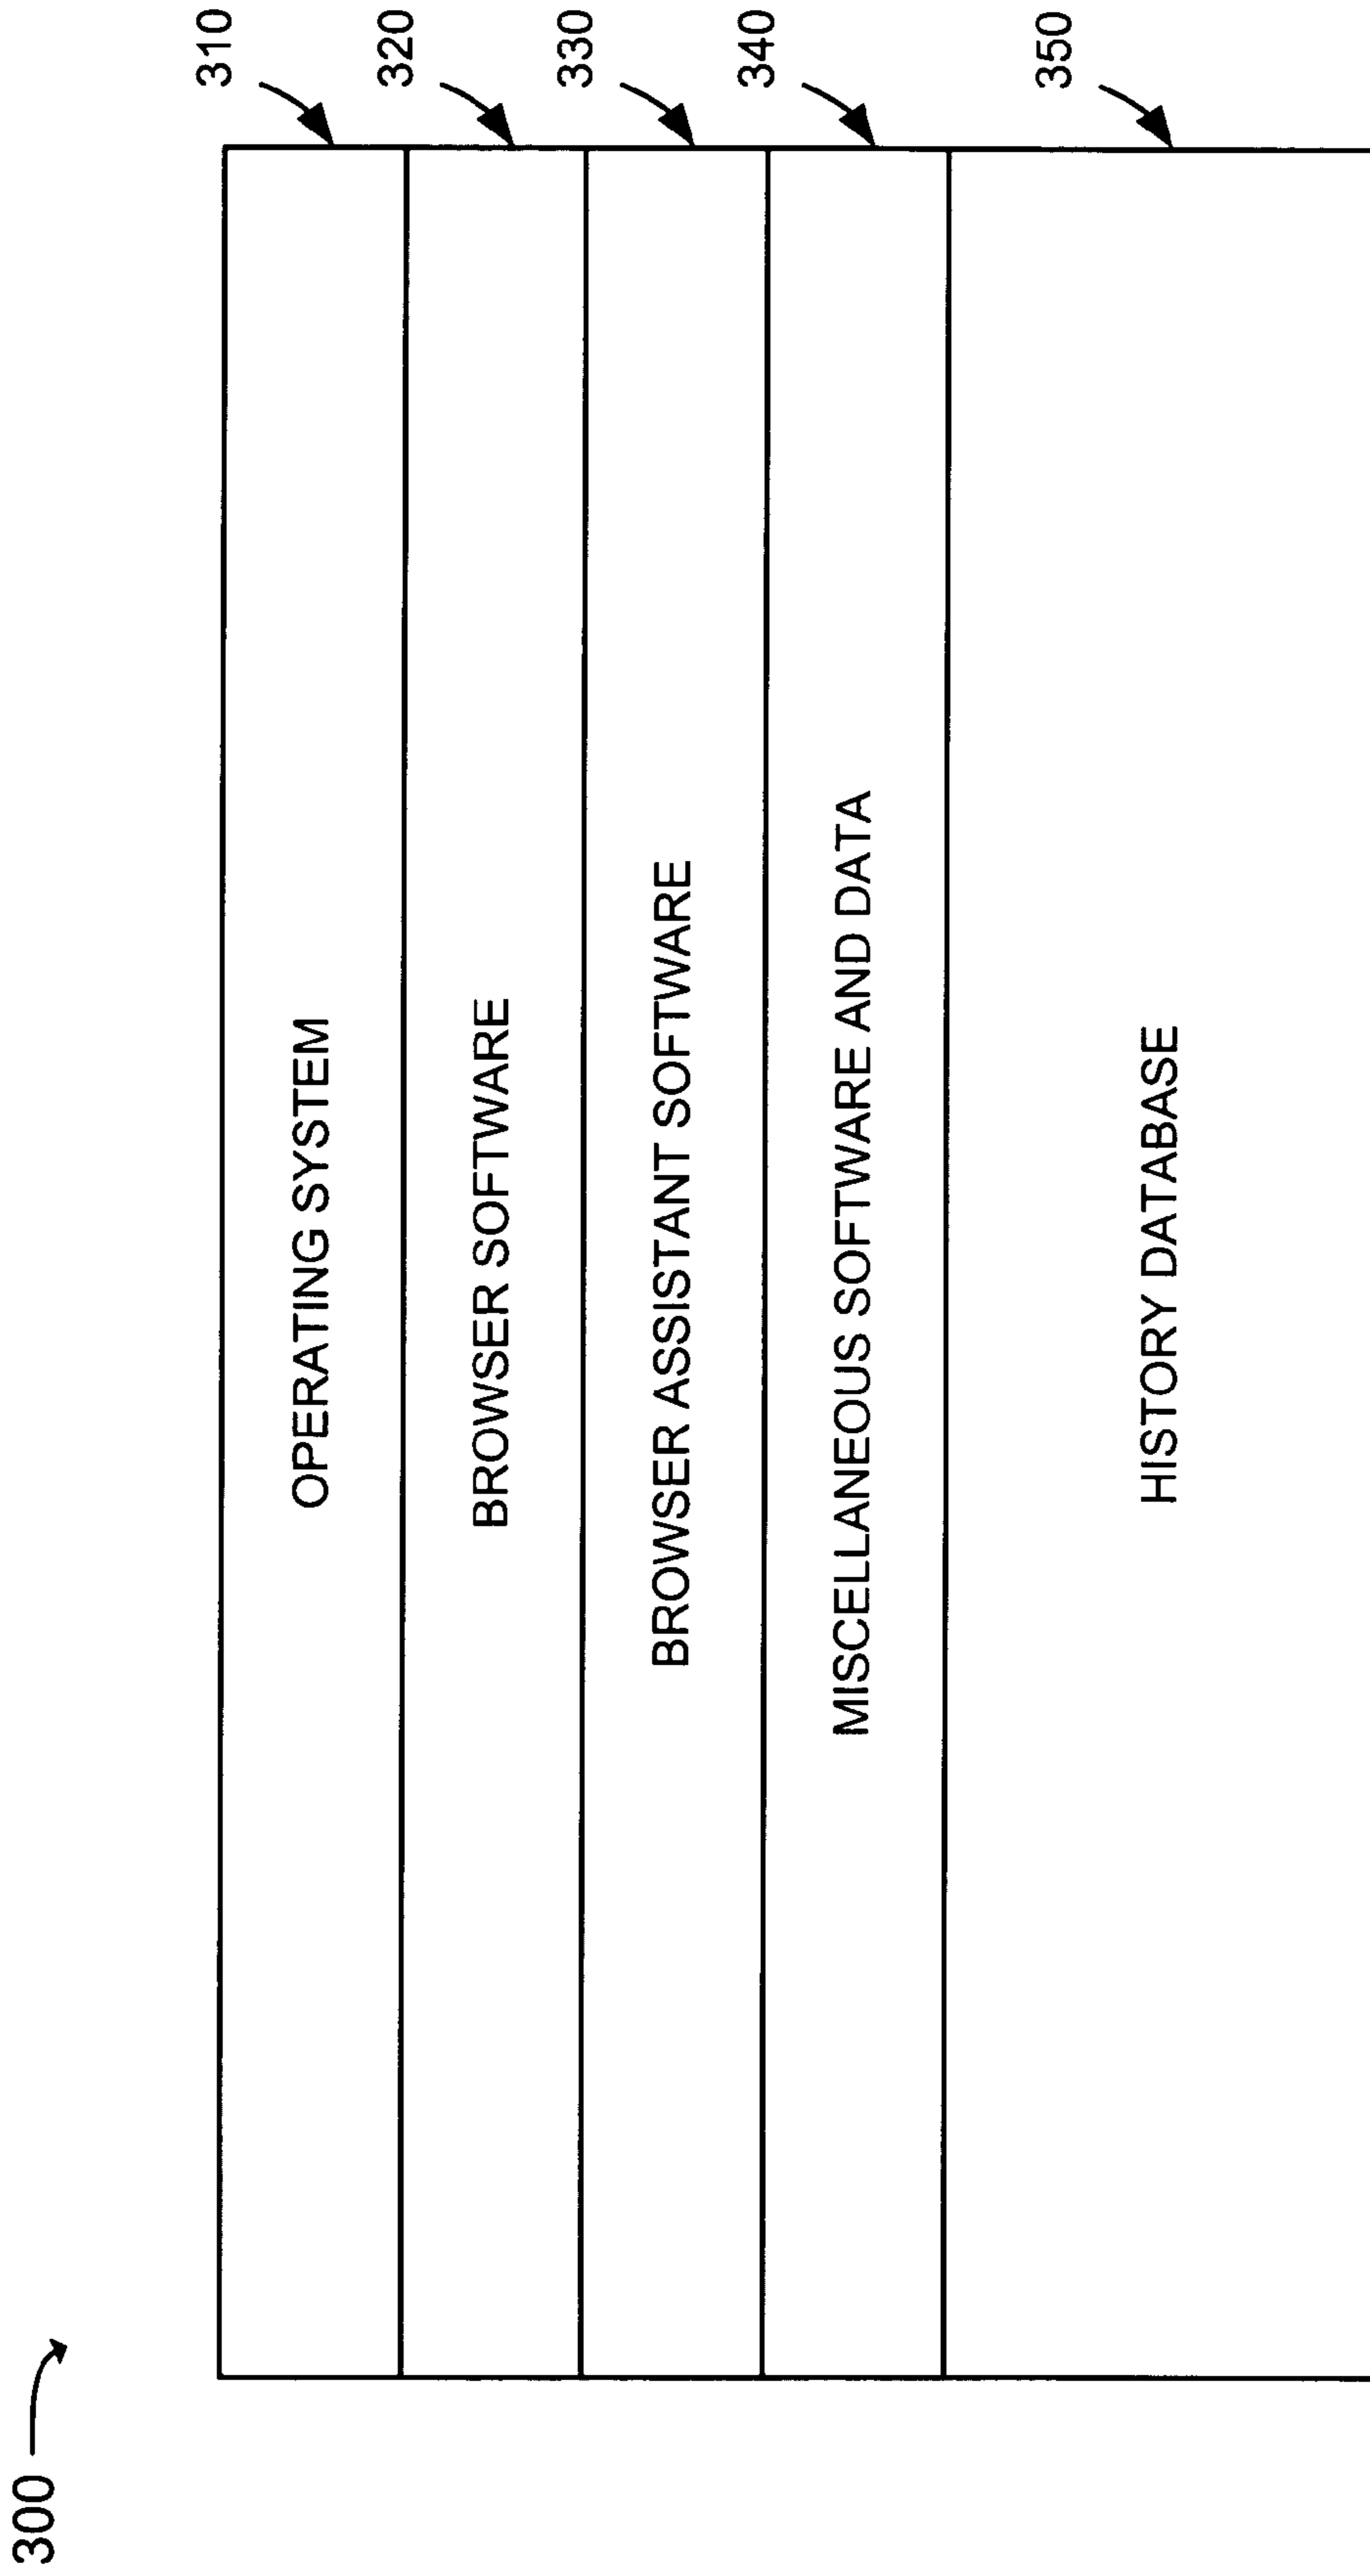 300
310
OPERATING SYSTEM
320
BROWSER SOFTWARE
330
BROWSER ASSISTANT SOFTWARE
340
MISCELLANEOUS SOFTWARE AND DATA
350
HISTORY DATABASE